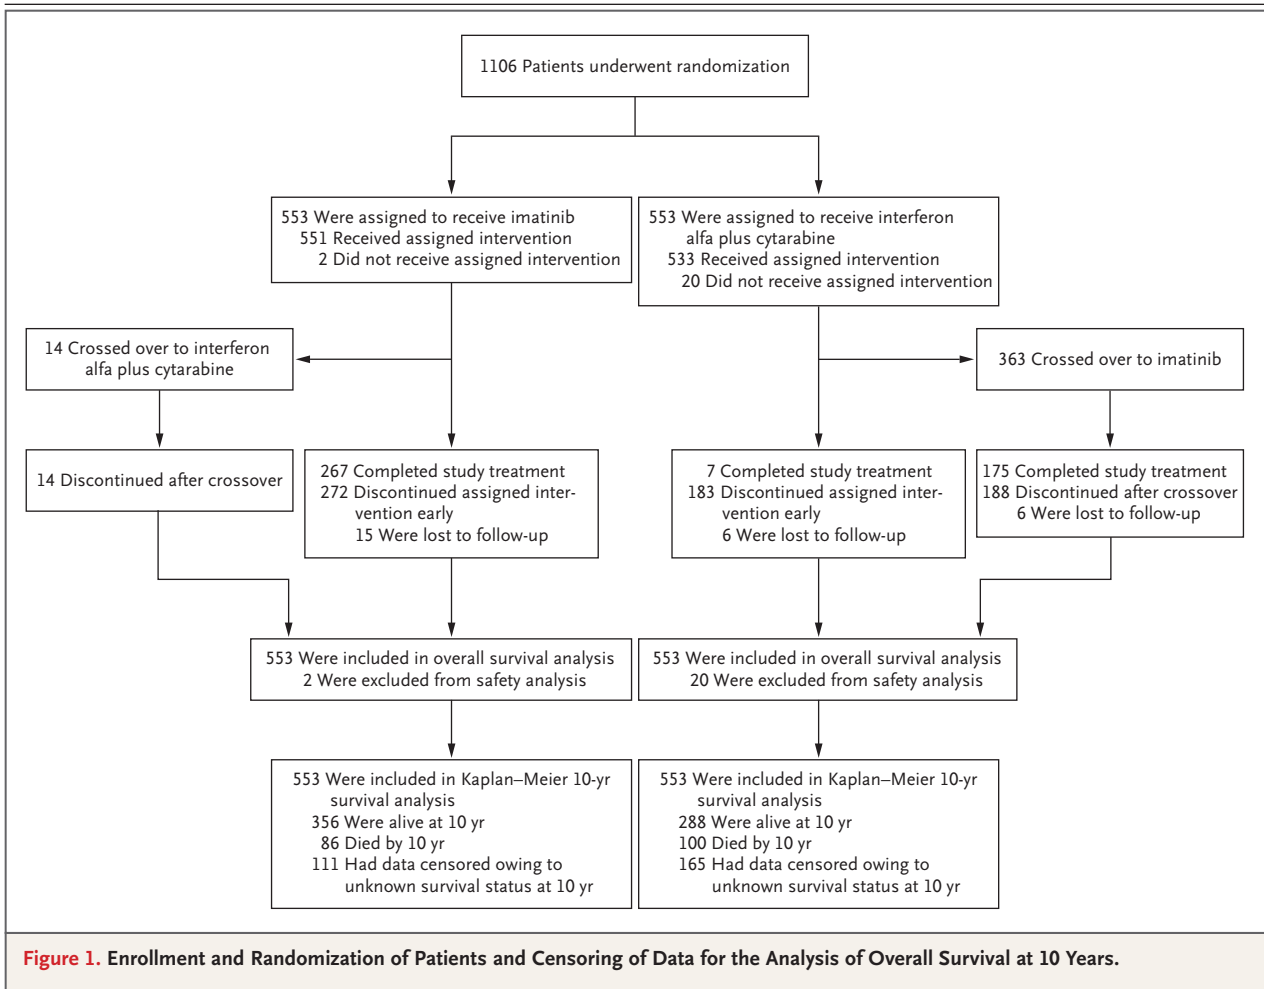 1106 Patients underwent randomization
553 Were assigned to receive imatinib
551 Received assigned intervention
2 Did not receive assigned intervention
553 Were assigned to receive interferon
alfa plus cytarabine
533 Received assigned intervention
20 Did not receive assigned intervention
14 Crossed over to interferon
alfa plus cytarabine
363 Crossed over to imatinib
14 Discontinued after crossover
267 Completed study treatment
272 Discontinued assigned inter-
vention early
15 Were lost to follow-up
7 Completed study treatment
183 Discontinued assigned inter-
vention early
6 Were lost to follow-up
175 Completed study treatment
188 Discontinued after crossover
6 Were lost to follow-up
553 Were included in overall survival analysis
2 Were excluded from safety analysis
553 Were included in overall survival analysis
20 Were excluded from safety analysis
553 Were included in Kaplan–Meier 10-yr
survival analysis
356 Were alive at 10 yr
86 Died by 10 yr
111 Had data censored owing to
unknown survival status at 10 yr
553 Were included in Kaplan–Meier 10-yr
survival analysis
288 Were alive at 10 yr
100 Died by 10 yr
165 Had data censored owing to
unknown survival status at 10 yr
Figure 1. Enrollment and Randomization of Patients and Censoring of Data for the Analysis of Overall Survival at 10 Years.